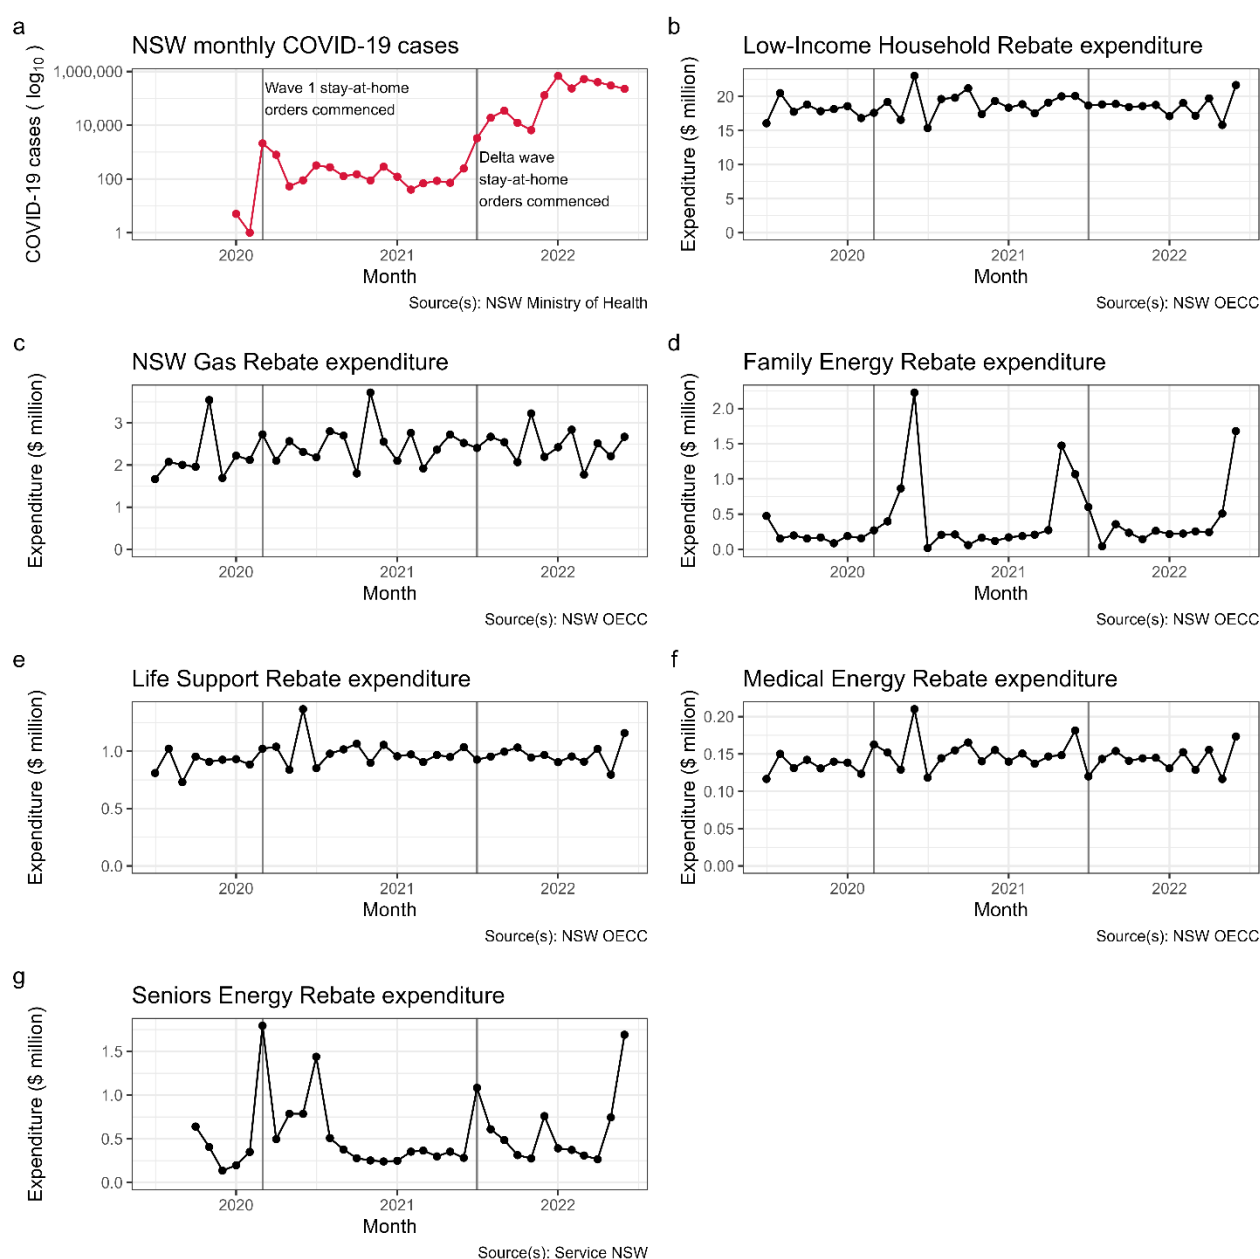 a
NSW monthly COVID-19 cases
COVID-19 cases ( log₁₀ )
1,000,000
10,000
100
1
Wave 1 stay-at-home
orders commenced
Delta wave
stay-at-home
orders commenced
2020
2021
2022
Month
Source(s): NSW Ministry of Health
b
Low-Income Household Rebate expenditure
Expenditure ($ million)
20
15
10
5
0
2020
2021
2022
Month
Source(s): NSW OECC
c
NSW Gas Rebate expenditure
Expenditure ($ million)
3
2
1
0
2020
2021
2022
Month
Source(s): NSW OECC
d
Family Energy Rebate expenditure
Expenditure ($ million)
2.0
1.5
1.0
0.5
0.0
2020
2021
2022
Month
Source(s): NSW OECC
e
Life Support Rebate expenditure
Expenditure ($ million)
1.0
0.5
0.0
2020
2021
2022
Month
Source(s): NSW OECC
f
Medical Energy Rebate expenditure
Expenditure ($ million)
0.20
0.15
0.10
0.05
0.00
2020
2021
2022
Month
Source(s): NSW OECC
g
Seniors Energy Rebate expenditure
Expenditure ($ million)
1.5
1.0
0.5
0.0
2020
2021
2022
Month
Source(s): Service NSW